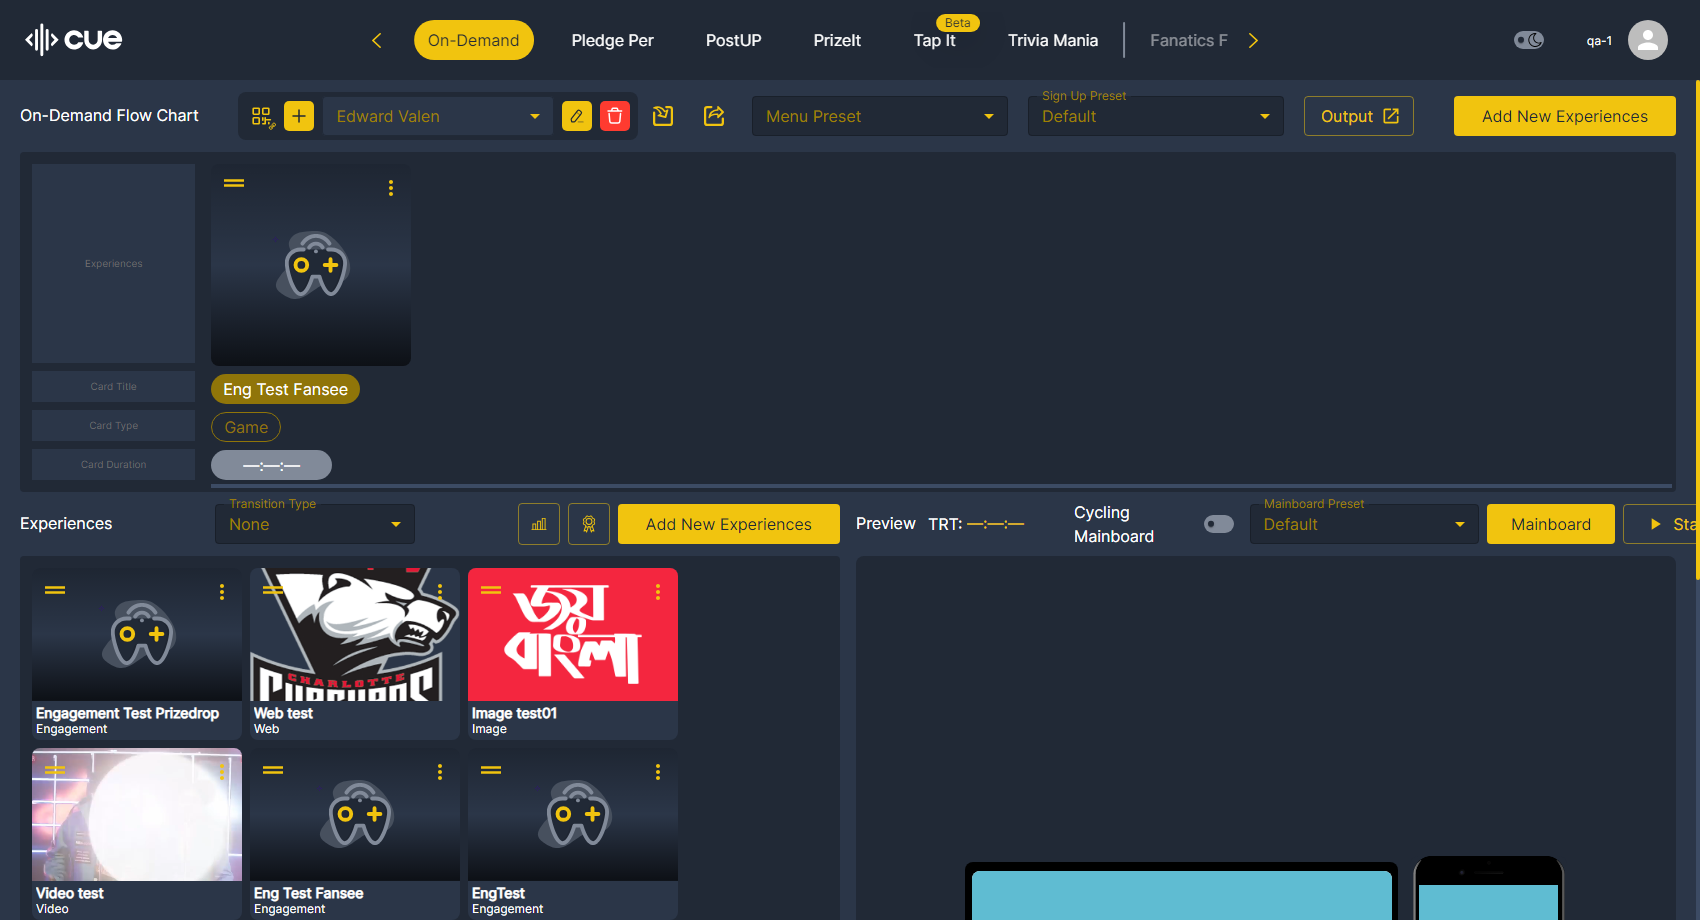 cue
On-Demand
Pledge Per
PostUP
PrizeIt
Tap It
Beta
Trivia Mania
Fanatics F
qa-1
On-Demand Flow Chart
Edward Valen
Menu Preset
Sign Up Preset
Default
Output
Add New Experiences
Experiences
Card Title
Eng Test Fansee
Card Type
Game
Card Duration
—:—:—
Experiences
Transition Type
None
Add New Experiences
Preview
TRT: —:—:—
Cycling
Mainboard
Mainboard Preset
Default
Mainboard
Sta
Engagement Test Prizedrop
Engagement
CHARLOTTE
Web test
Web
জয়
বাংলা
Image test01
Image
Video test
Video
Eng Test Fansee
Engagement
EngTest
Engagement